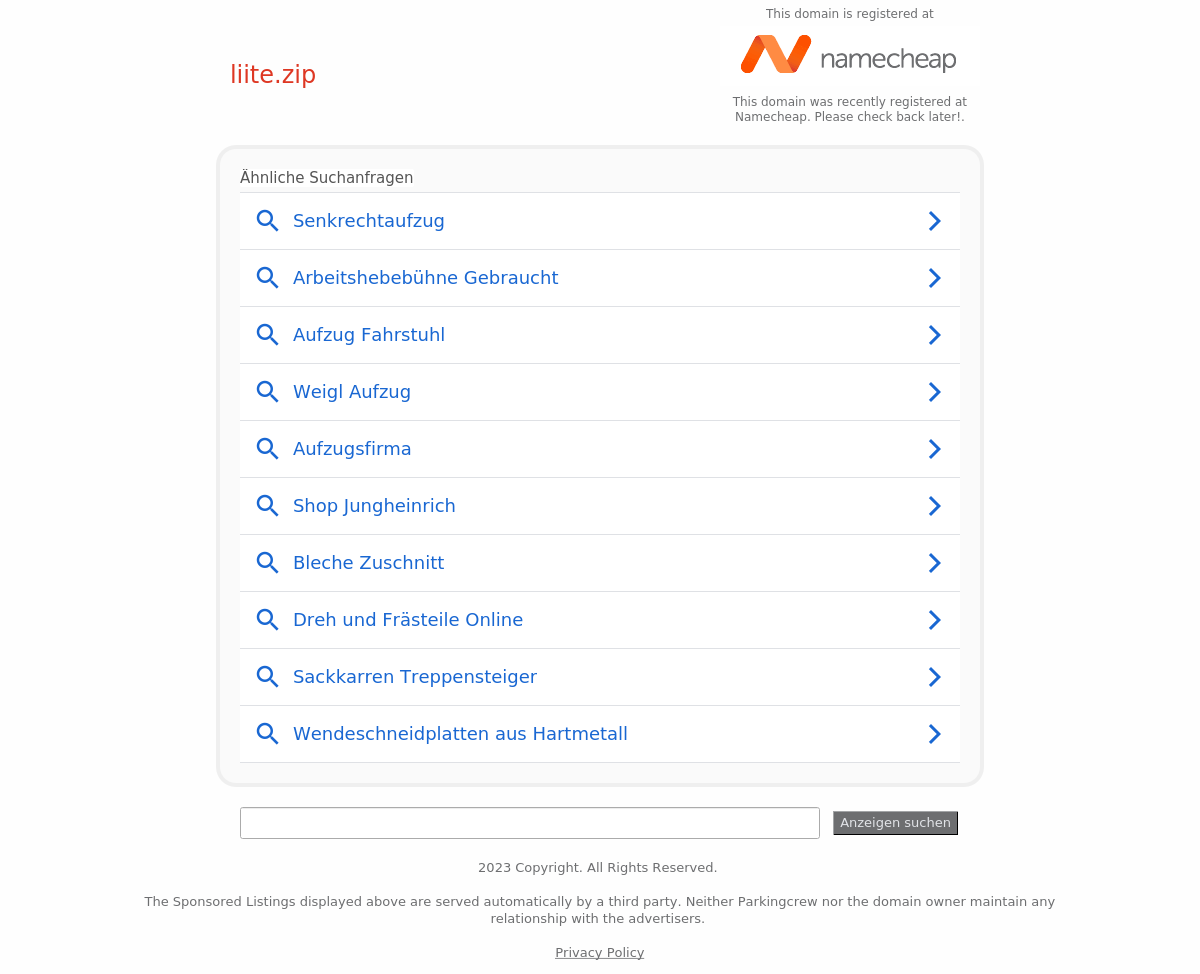 This domain is registered at
namecheap
liite.zip
This domain was recently registered at
Namecheap. Please check back later!.
Ähnliche Suchanfragen
Senkrechtaufzug
Arbeitshebebühne Gebraucht
Aufzug Fahrstuhl
Weigl Aufzug
Aufzugsfirma
Shop Jungheinrich
Bleche Zuschnitt
Dreh und Frästeile Online
Sackkarren Treppensteiger
Wendeschneidplatten aus Hartmetall
Anzeigen suchen
2023 Copyright. All Rights Reserved.
The Sponsored Listings displayed above are served automatically by a third party. Neither Parkingcrew nor the domain owner maintain any
relationship with the advertisers.
Privacy Policy